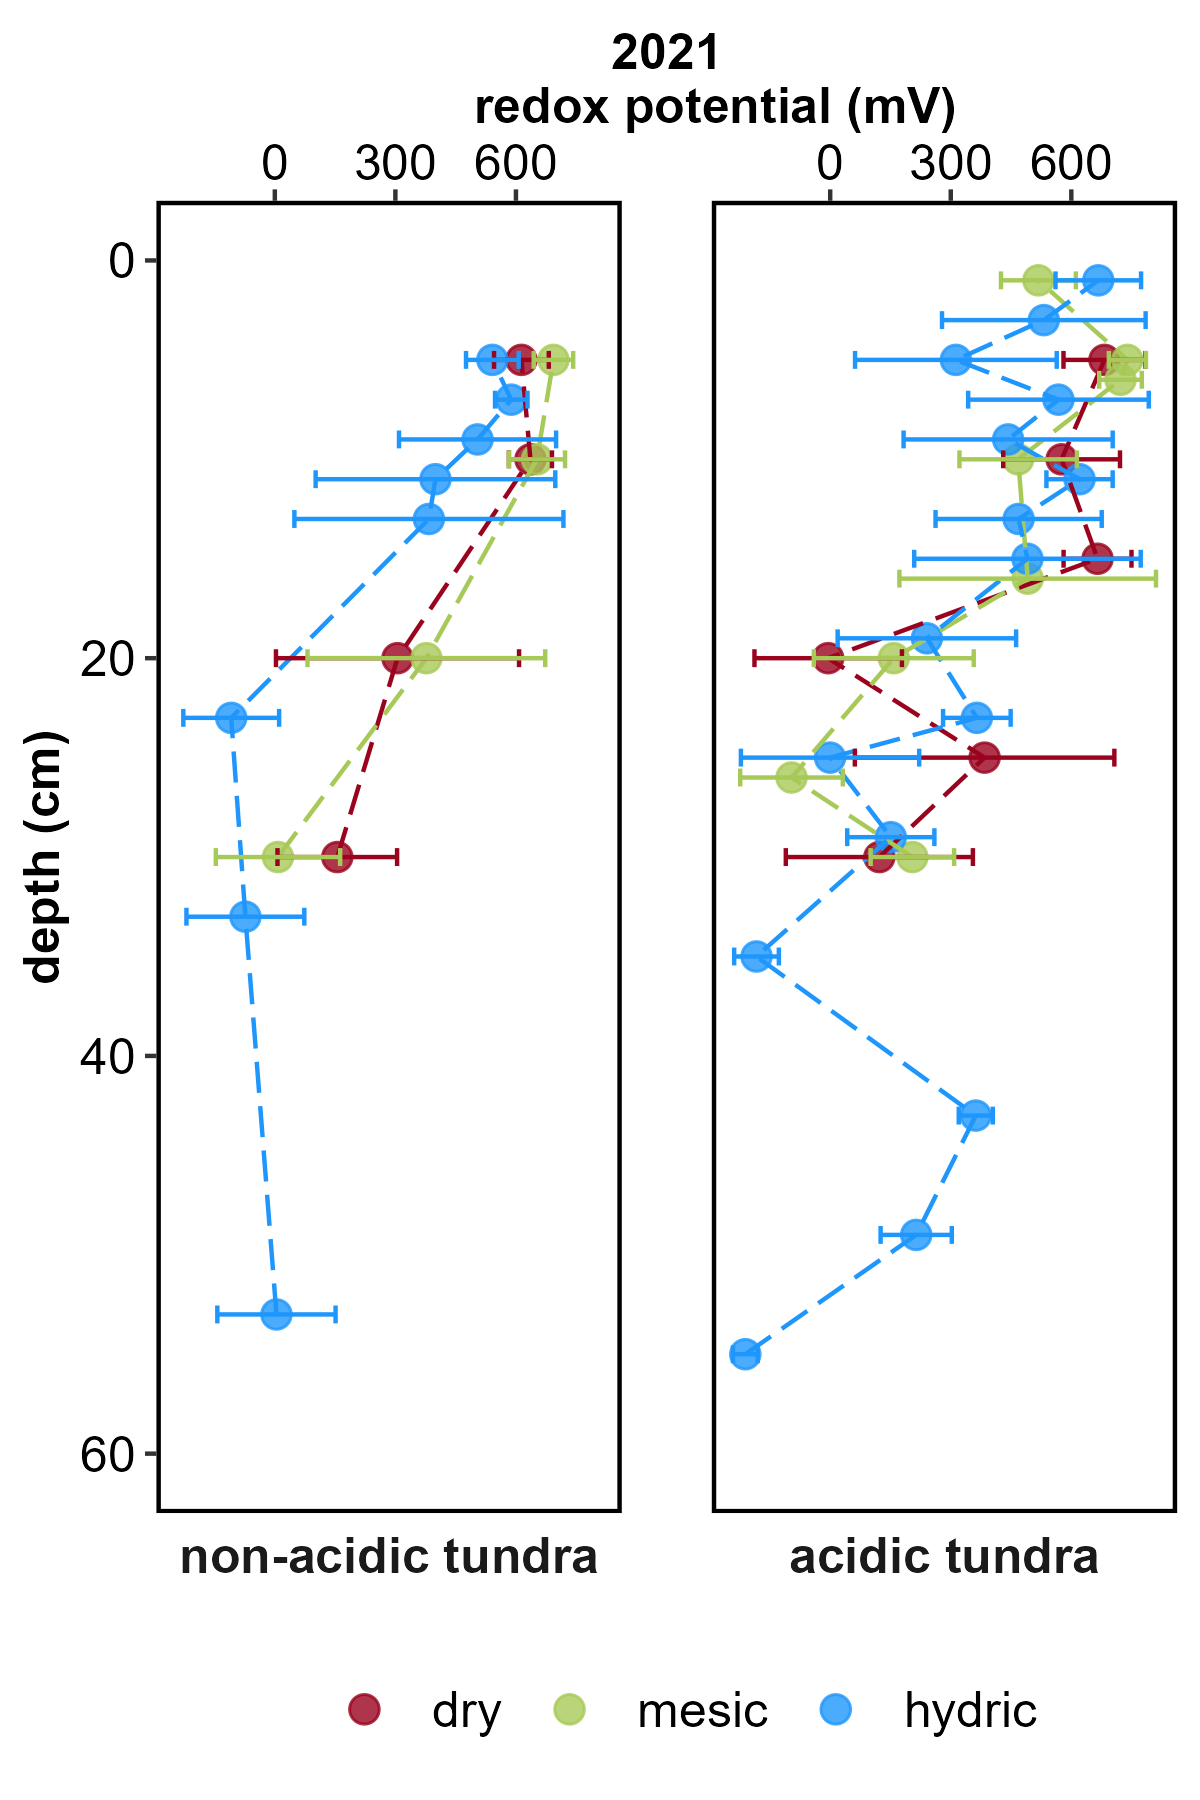 2021
redox potential (mV)
0 300 600 0 300 600
0
20
40
60
depth (cm)
non-acidic tundra acidic tundra
dry mesic hydric